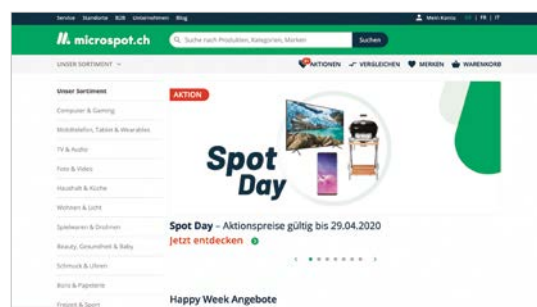 Service Standorte B2B Unternehmen Blog
Mein Konto DE | FR | IT
microspot.ch
Suche nach Produkten, Kategorien, Marken
Suchen
UNSER SORTIMENT
AKTIONEN VERGLEICHEN MERKEN WARENKORB
Unser Sortiment
Computer & Gaming
Mobiltelefon, Tablet & Wearables
TV & Audio
Foto & Video
Haushalt & Küche
Wohnen & Licht
Spielwaren & Drohnen
Beauty, Gesundheit & Baby
Schmuck & Uhren
Büro & Papeterie
Freizeit & Sport
AKTION
Spot
Day
Spot Day – Aktionspreise gültig bis 29.04.2020
Jetzt entdecken
Happy Week Angebote